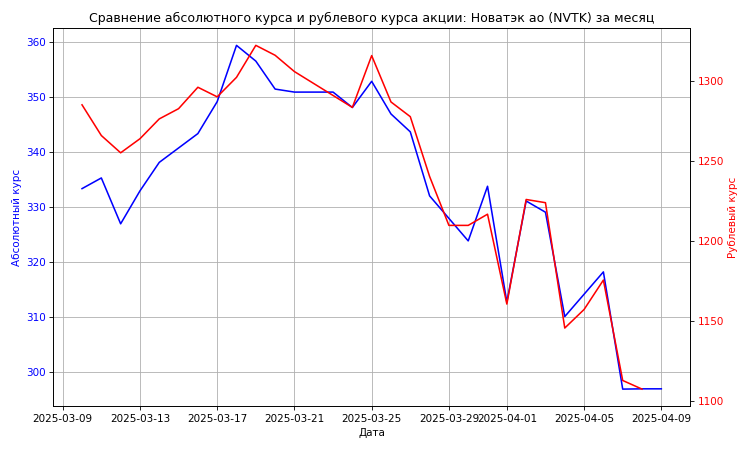 Сравнение абсолютного курса и рублевого курса акции: Новатэк ао (NVTK) за месяц
360
350
340
330
320
310
300
Абсолютный курс
1300
1250
1200
1150
1100
Рублевый курс
2025-03-09 2025-03-13 2025-03-17 2025-03-21 2025-03-25 2025-03-29 2025-04-01 2025-04-05 2025-04-09
Дата